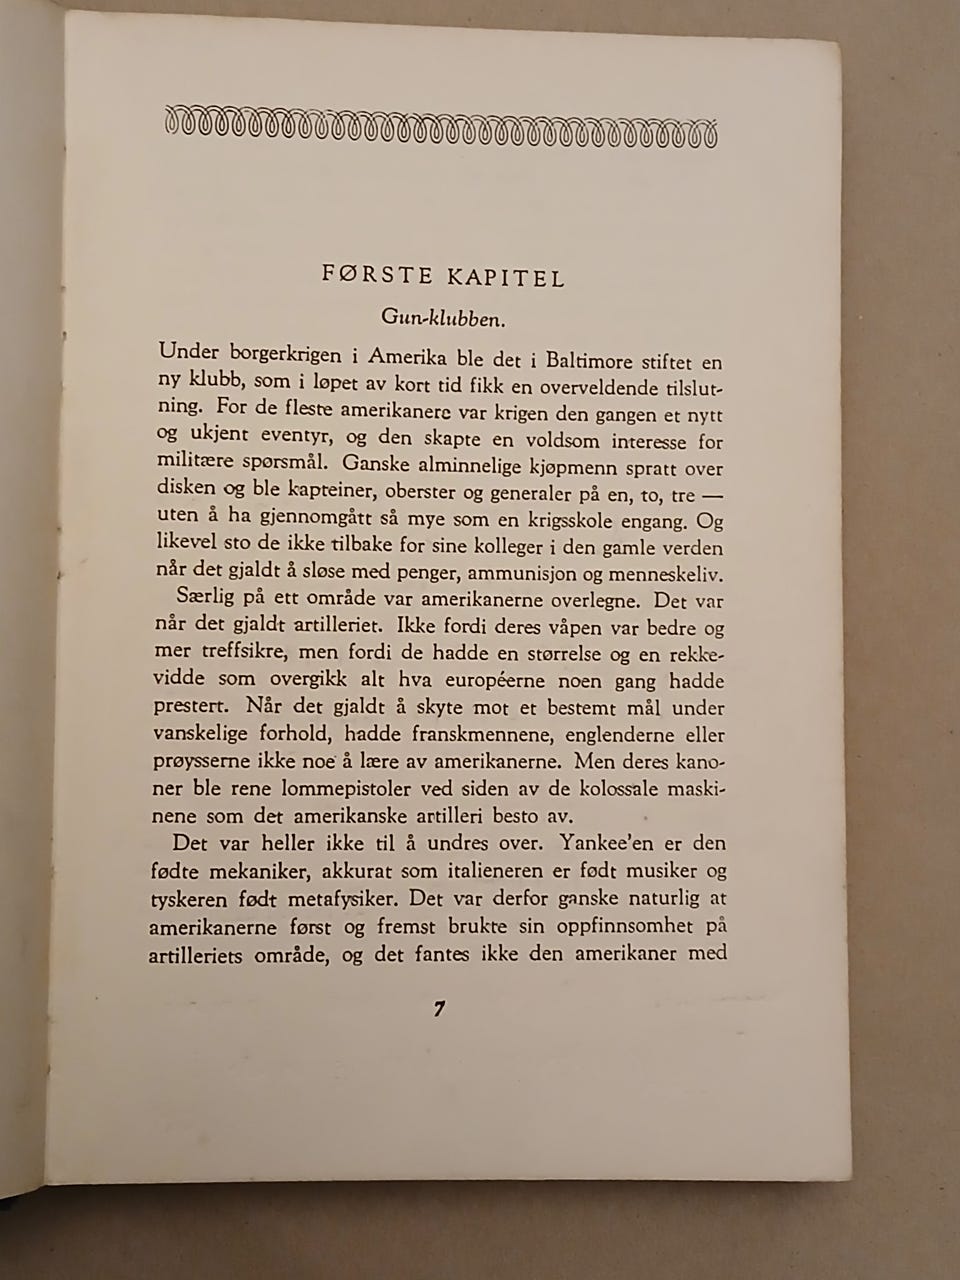 FØRSTE KAPITEL
Gun-klubben.
Under borgerkrigen i Amerika ble det i Baltimore stiftet en
ny klubb, som i løpet av kort tid fikk en overveldende tilslut-
ning. For de fleste amerikanere var krigen den gangen et nytt
og ukjent eventyr, og den skapte en voldsom interesse for
militære spørsmål. Ganske alminnelige kjøpmenn spratt over
disken og ble kapteiner, oberster og generaler på en, to, tre —
uten å ha gjennomgått så mye som en krigsskole engang. Og
likevel sto de ikke tilbake for sine kolleger i den gamle verden
når det gjaldt å sløse med penger, ammunisjon og menneskeliv.
Særlig på ett område var amerikanerne overlegne. Det var
når det gjaldt artilleriet. Ikke fordi deres våpen var bedre og
mer treffsikre, men fordi de hadde en størrelse og en rekke-
vidde som overgikk alt hva européerne noen gang hadde
prestert. Når det gjaldt å skyte mot et bestemt mål under
vanskelige forhold, hadde franskmennene, englenderne eller
prøysserne ikke noe å lære av amerikanerne. Men deres kano-
ner ble rene lommepistoler ved siden av de kolossale maski-
nene som det amerikanske artilleri besto av.
Det var heller ikke til å undres over. Yankee'en er den
fødte mekaniker, akkurat som italieneren er født musiker og
tyskeren født metafysiker. Det var derfor ganske naturlig at
amerikanerne først og fremst brukte sin oppfinnsomhet på
artilleriets område, og det fantes ikke den amerikaner med
7